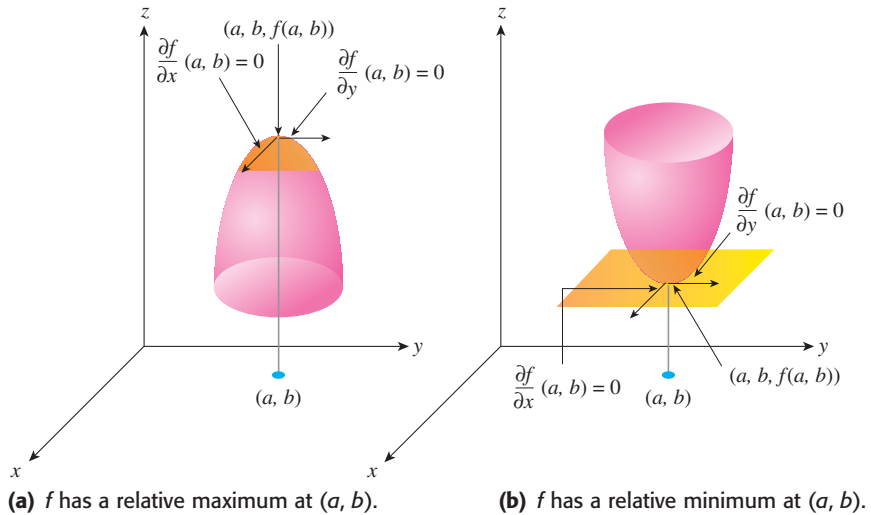 z
(a, b, f(a, b))
∂f/∂x (a, b) = 0
∂f/∂y (a, b) = 0
y
(a, b)
x
(a) f has a relative maximum at (a, b).
z
∂f/∂y (a, b) = 0
y
∂f/∂x (a, b) = 0
(a, b)
(a, b, f(a, b))
x
(b) f has a relative minimum at (a, b).